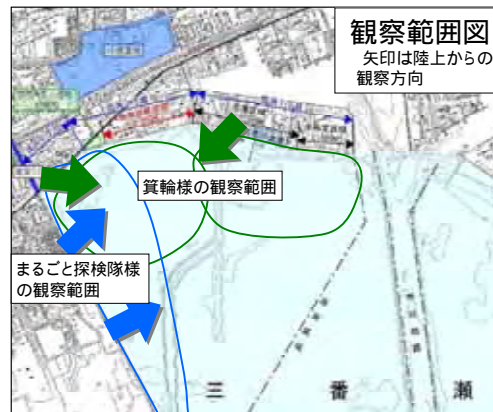 観察範囲図
矢印は陸上からの
観察方向
箕輪様の観察範囲
まるごと探検隊様
の観察範囲
三番瀬